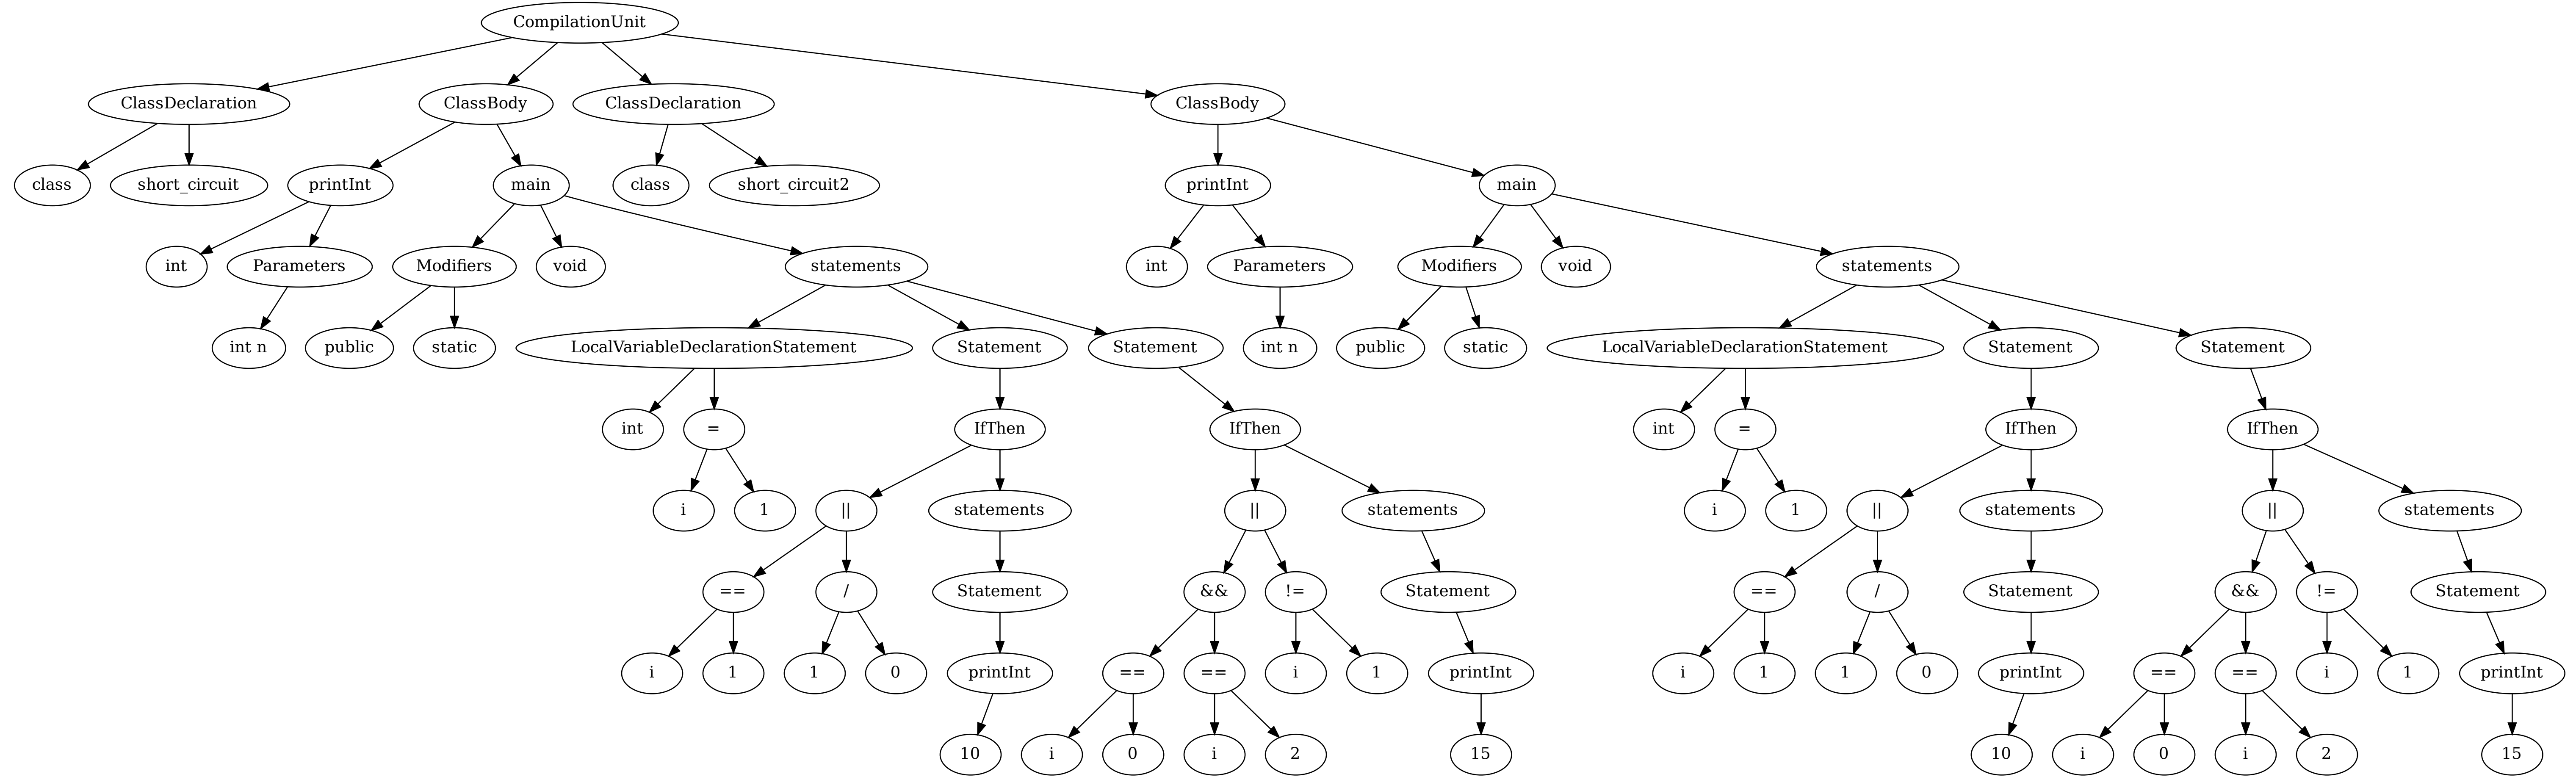 CompilationUnit
ClassDeclaration
ClassBody
ClassDeclaration
ClassBody
class
short_circuit
printInt
main
class
short_circuit2
printInt
main
int
Parameters
Modifiers
void
statements
int
Parameters
Modifiers
void
statements
int n
public
static
LocalVariableDeclarationStatement
Statement
Statement
int n
public
static
LocalVariableDeclarationStatement
Statement
Statement
int
=
IfThen
IfThen
int
=
IfThen
IfThen
i
1
||
statements
||
statements
i
1
||
statements
||
statements
==
/
Statement
&&
!=
Statement
==
/
Statement
&&
!=
Statement
i
1
1
0
printInt
==
==
i
1
printInt
i
1
1
0
printInt
==
==
i
1
printInt
10
i
0
i
2
15
10
i
0
i
2
15